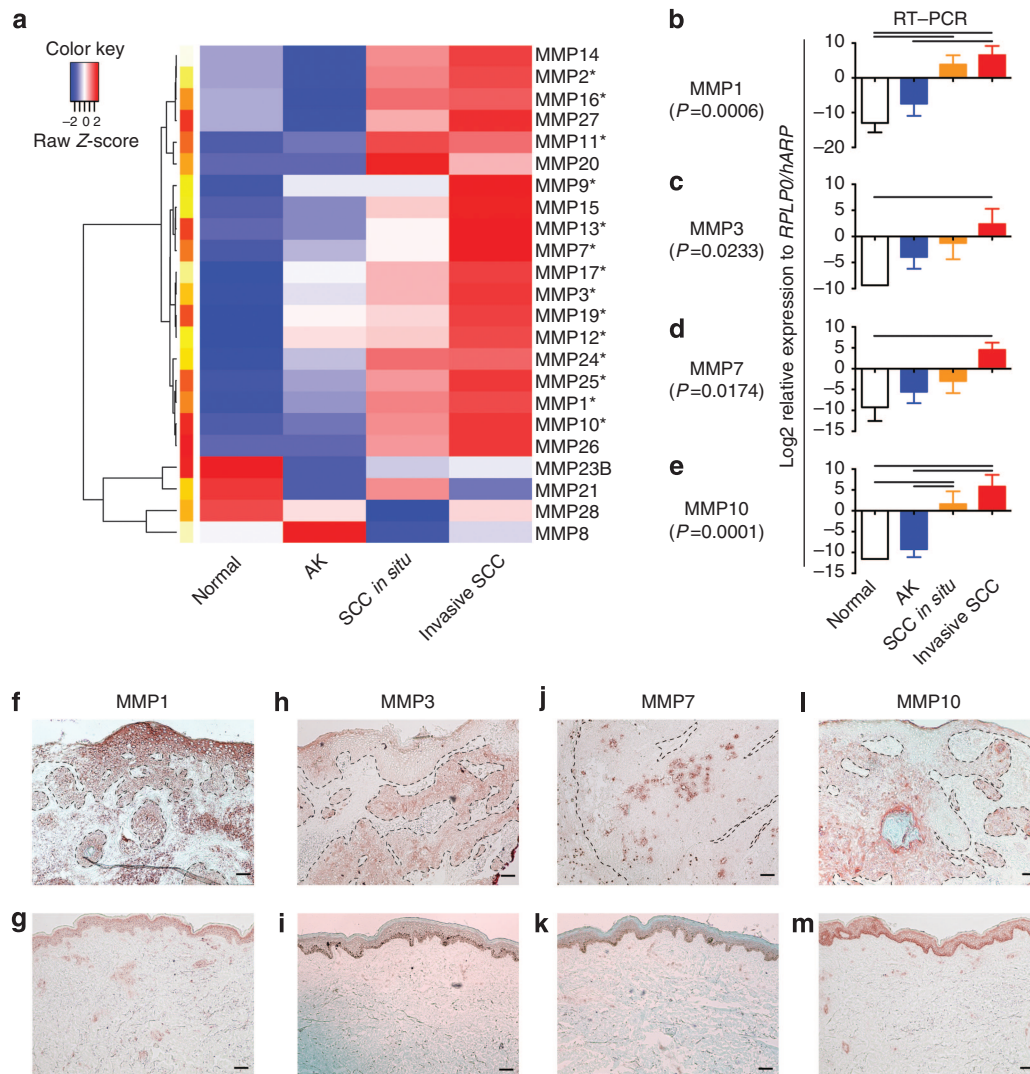 a
Color key
−2 0 2
Raw Z-score
MMP14
MMP2*
MMP16*
MMP27
MMP11*
MMP20
MMP9*
MMP15
MMP13*
MMP7*
MMP17*
MMP3*
MMP19*
MMP12*
MMP24*
MMP25*
MMP1*
MMP10*
MMP26
MMP23B
MMP21
MMP28
MMP8
Normal
AK
SCC in situ
Invasive SCC
b
RT–PCR
MMP1
(P=0.0006)
10
0
−10
−20
c
MMP3
(P=0.0233)
10
5
0
−5
−10
d
MMP7
(P=0.0174)
10
5
0
−5
−10
−15
e
MMP10
(P=0.0001)
10
5
0
−5
−10
−15
Log2 relative expression to RPLP0/hARP
Normal
AK
SCC in situ
Invasive SCC
f
MMP1
h
MMP3
j
MMP7
l
MMP10
g
i
k
m